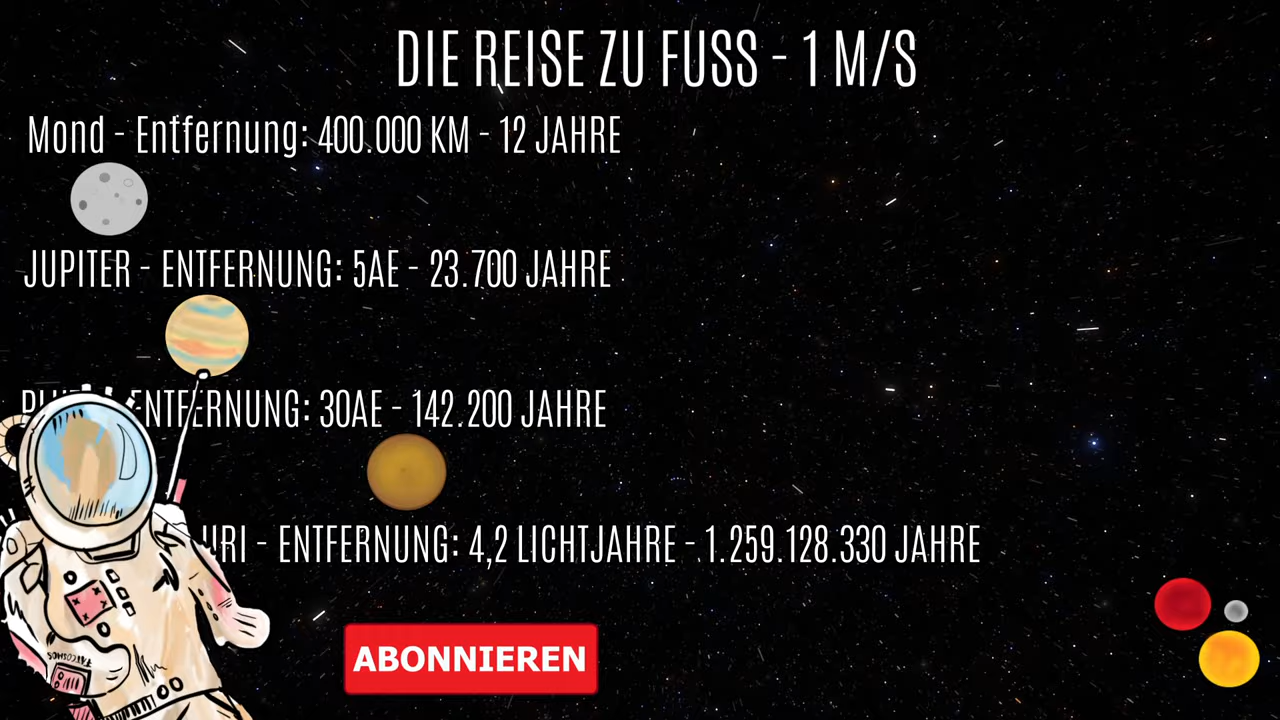 DIE REISE ZU FUSS - 1 M/S
Mond - Entfernung: 400.000 KM - 12 JAHRE
JUPITER - ENTFERNUNG: 5AE - 23.700 JAHRE
ENTFERNUNG: 30AE - 142.200 JAHRE
URI - ENTFERNUNG: 4,2 LICHTJAHRE - 1.259.128.330 JAHRE
ABONNIEREN